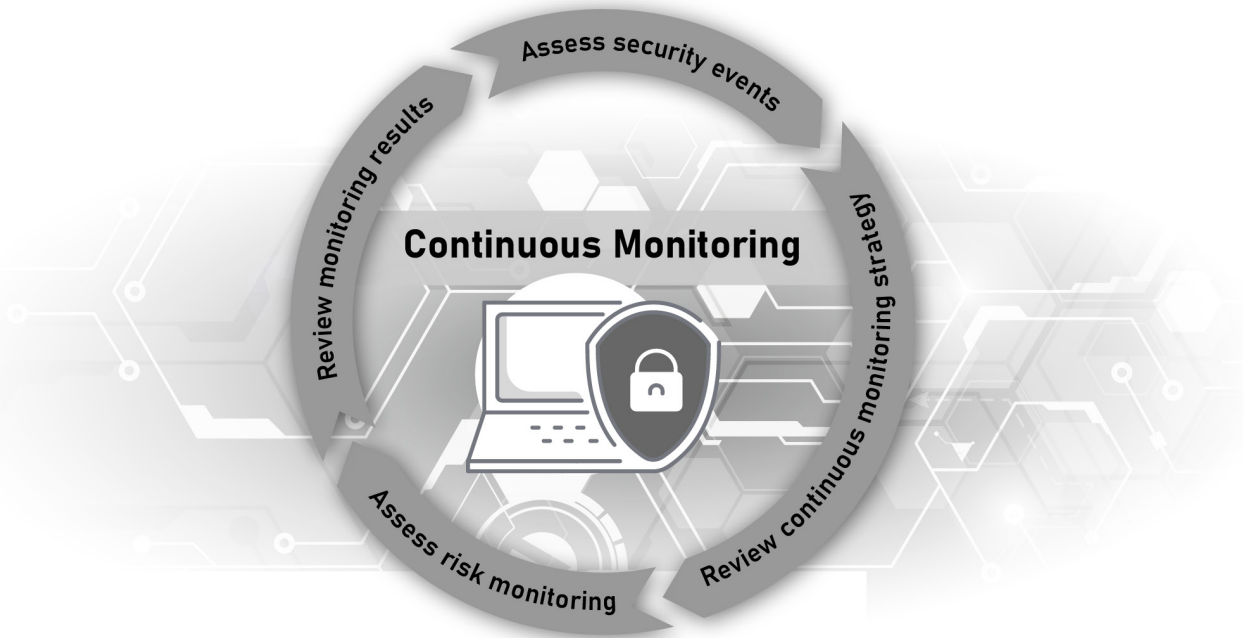 Assess security events
Review continuous monitoring strategy
Assess risk monitoring
Review monitoring results
Continuous Monitoring